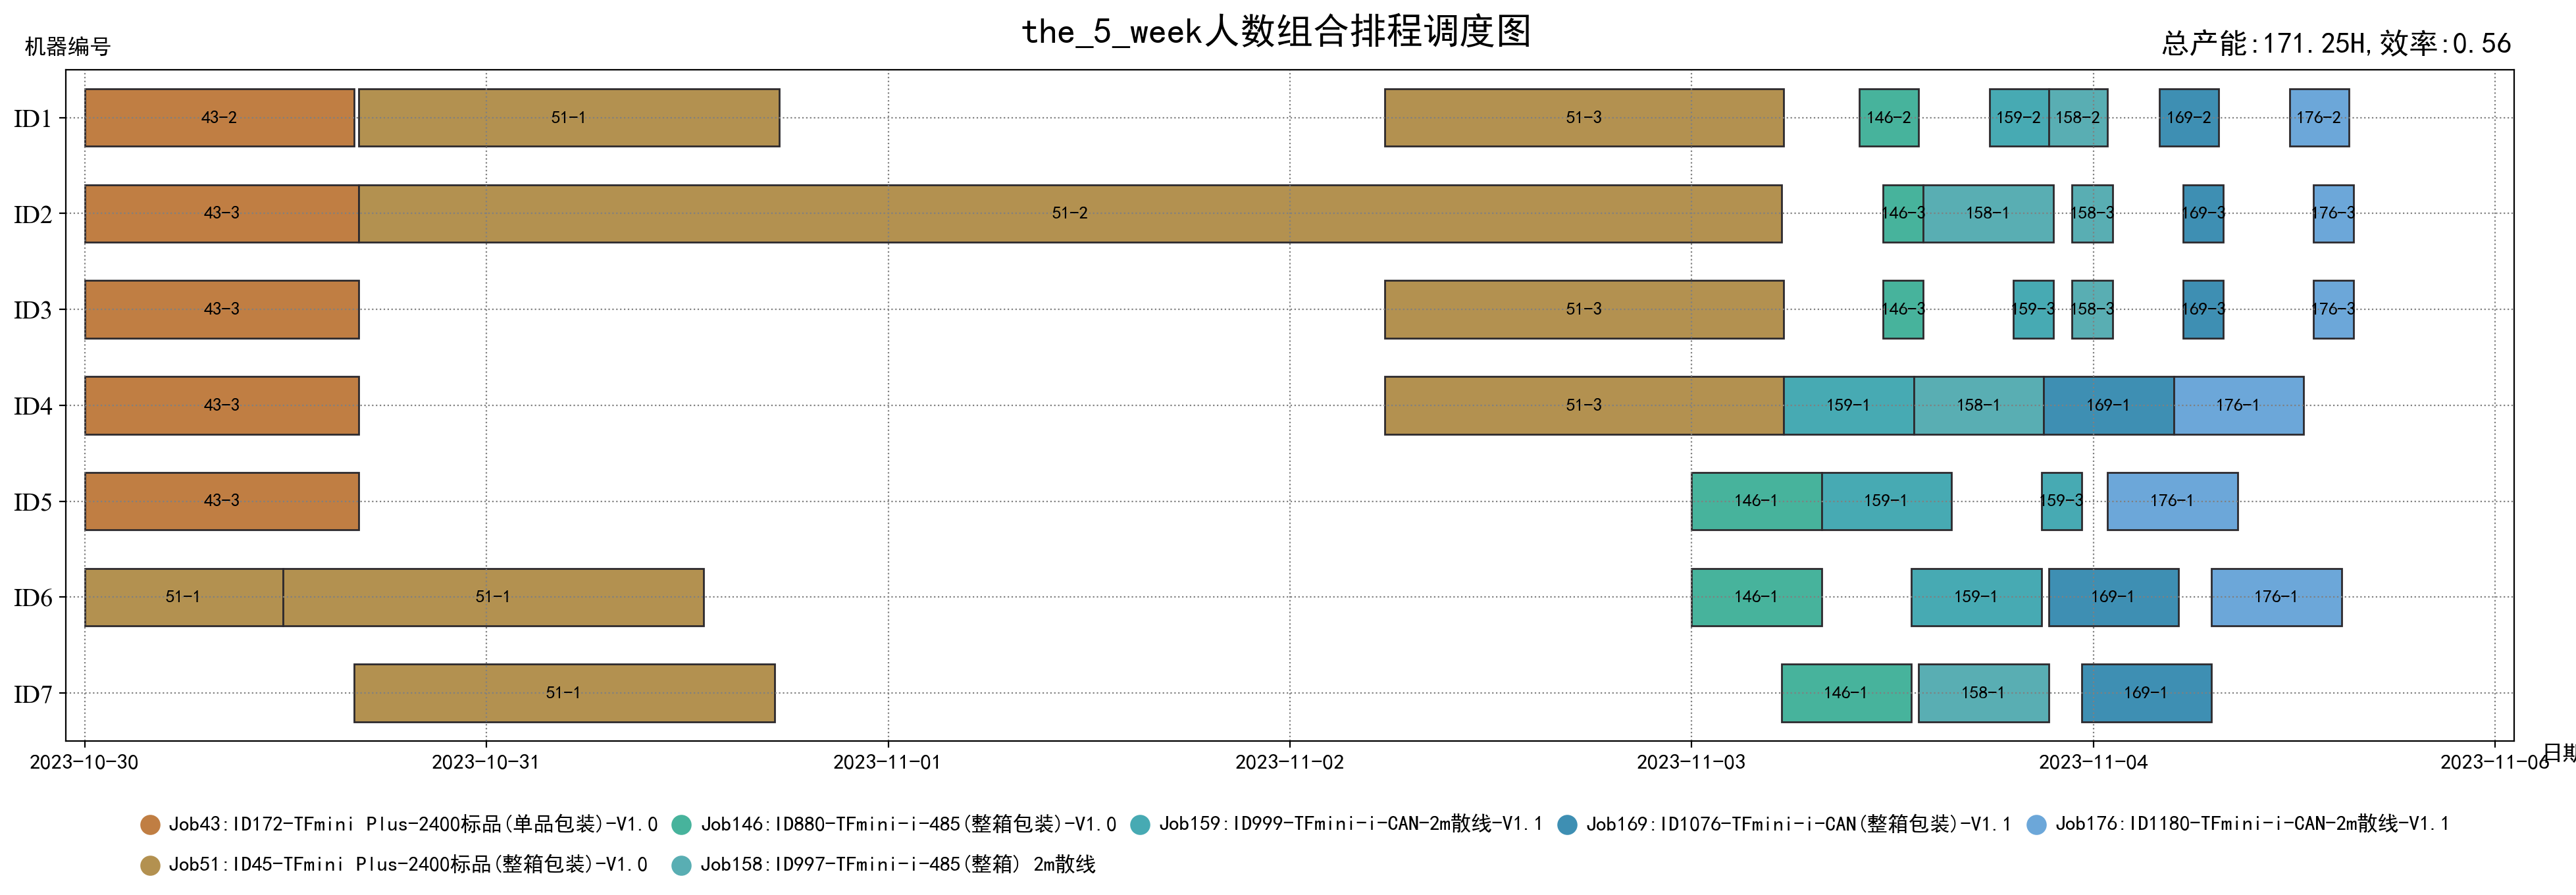 the_5_week人数组合排程调度图
机器编号
总产能:171.25H,效率:0.56
ID1 43-2 51-1 51-3 146-2 159-2 158-2 169-2 176-2
ID2 43-3 51-2 146-3 158-1 158-3 169-3 176-3
ID3 43-3 51-3 146-3 159-3 158-3 169-3 176-3
ID4 43-3 51-3 159-1 158-1 169-1 176-1
ID5 43-3 146-1 159-1 159-3 176-1
ID6 51-1 51-1 146-1 159-1 169-1 176-1
ID7 51-1 146-1 158-1 169-1
2023-10-30 2023-10-31 2023-11-01 2023-11-02 2023-11-03 2023-11-04 2023-11-06
日期
Job43:ID172-TFmini Plus-2400标品(单品包装)-V1.0 Job146:ID880-TFmini-i-485(整箱包装)-V1.0 Job159:ID999-TFmini-i-CAN-2m散线-V1.1 Job169:ID1076-TFmini-i-CAN(整箱包装)-V1.1 Job176:ID1180-TFmini-i-CAN-2m散线-V1.1
Job51:ID45-TFmini Plus-2400标品(整箱包装)-V1.0 Job158:ID997-TFmini-i-485(整箱) 2m散线